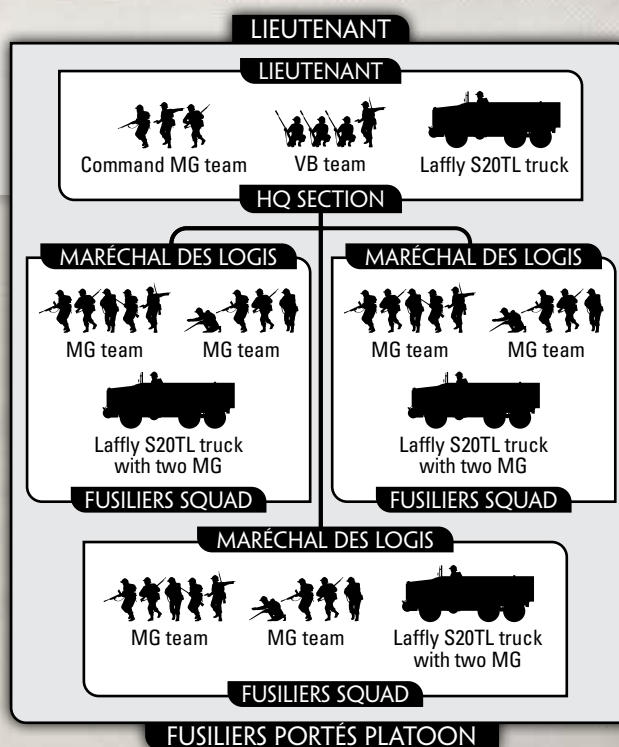 LIEUTENANT
LIEUTENANT
Command MG team
VB team
Laffly S20TL truck
HQ SECTION
MARÉCHAL DES LOGIS
MG team
MG team
Laffly S20TL truck
with two MG
FUSILIERS SQUAD
MARÉCHAL DES LOGIS
MG team
MG team
Laffly S20TL truck
with two MG
FUSILIERS SQUAD
MARÉCHAL DES LOGIS
MG team
MG team
Laffly S20TL truck
with two MG
FUSILIERS SQUAD
FUSILIERS PORTÉS PLATOON